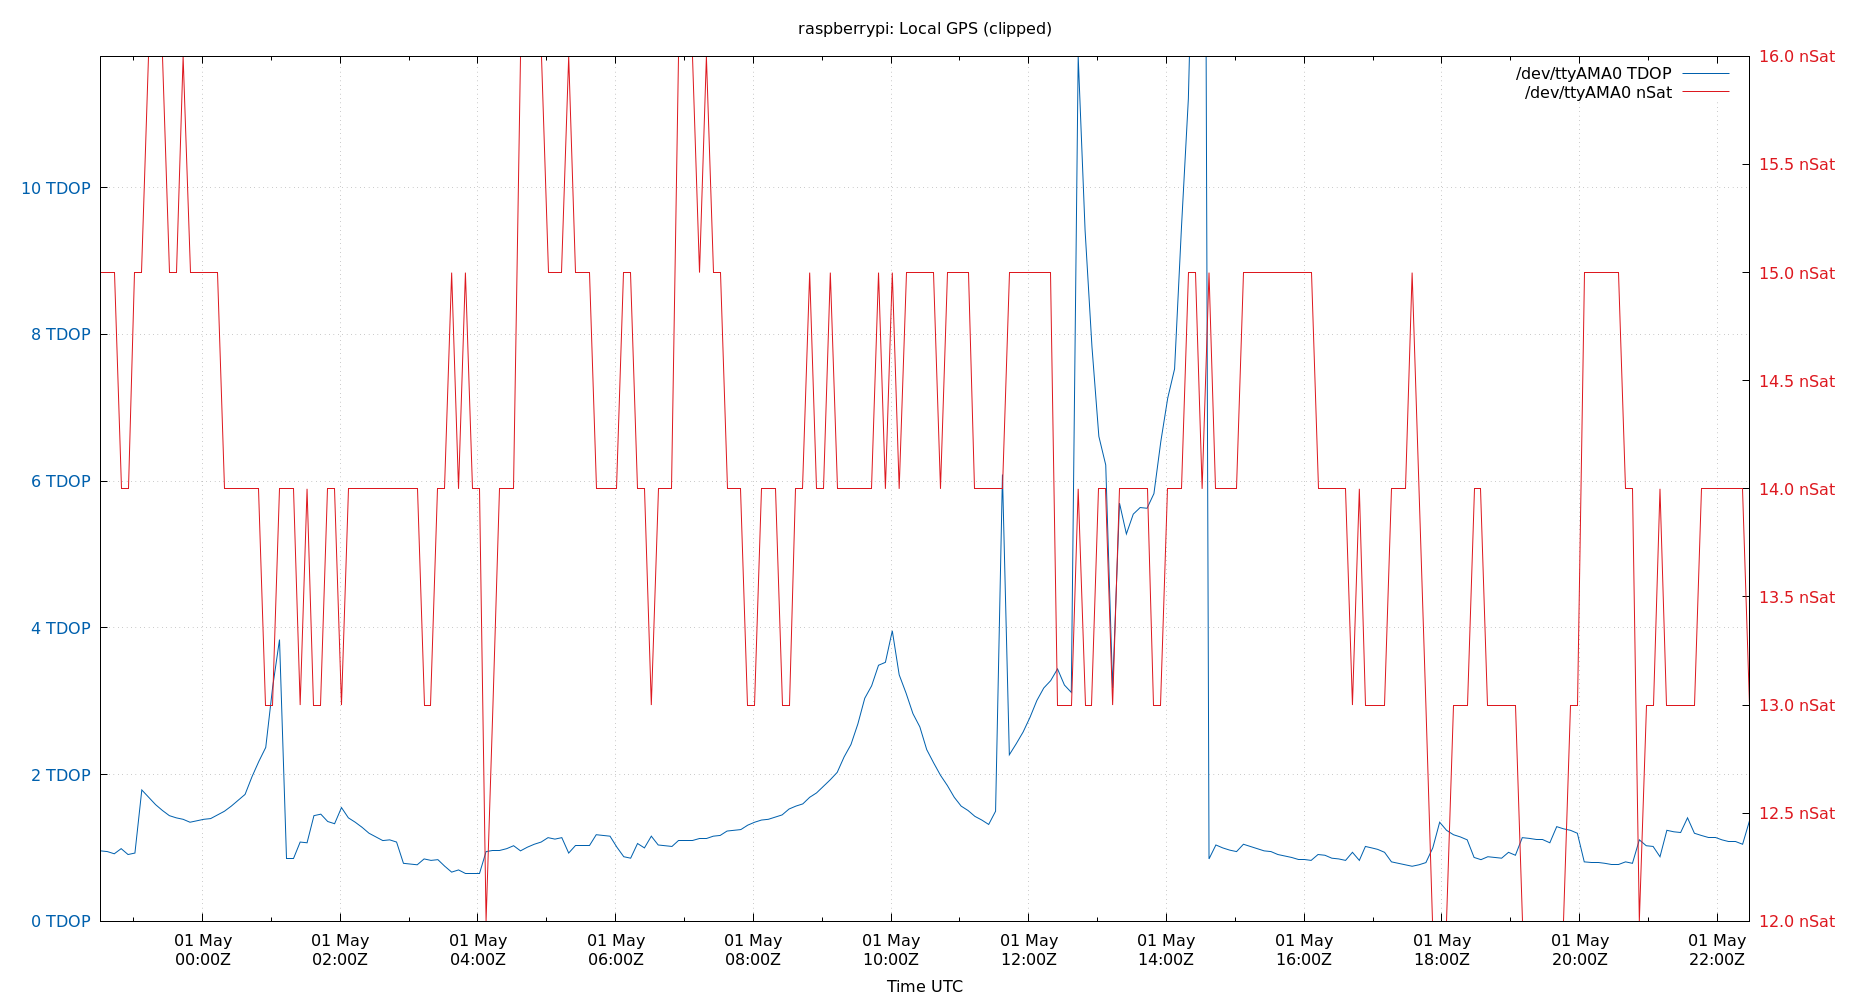 raspberrypi: Local GPS (clipped)
/dev/ttyAMA0 TDOP
/dev/ttyAMA0 nSat
10 TDOP
8 TDOP
6 TDOP
4 TDOP
2 TDOP
0 TDOP
16.0 nSat
15.5 nSat
15.0 nSat
14.5 nSat
14.0 nSat
13.5 nSat
13.0 nSat
12.5 nSat
12.0 nSat
01 May 01 May 01 May 01 May 01 May 01 May 01 May 01 May 01 May 01 May 01 May 01 May
00:00Z 02:00Z 04:00Z 06:00Z 08:00Z 10:00Z 12:00Z 14:00Z 16:00Z 18:00Z 20:00Z 22:00Z
Time UTC